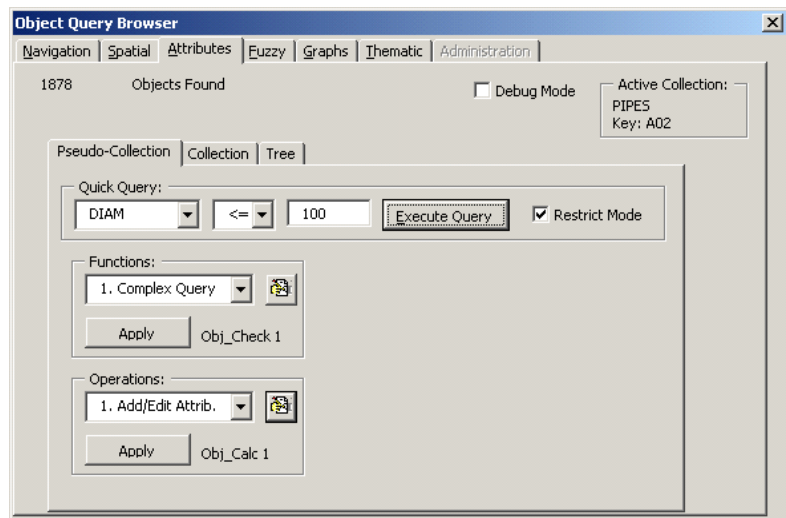 Object Query Browser
Navigation Spatial Attributes Fuzzy Graphs Thematic Administration
1878 Objects Found
Debug Mode
Active Collection:
PIPES
Key: A02
Pseudo-Collection Collection Tree
Quick Query:
DIAM <= 100 Execute Query Restrict Mode
Functions:
1. Complex Query
Apply Obj_Check 1
Operations:
1. Add/Edit Attrib.
Apply Obj_Calc 1